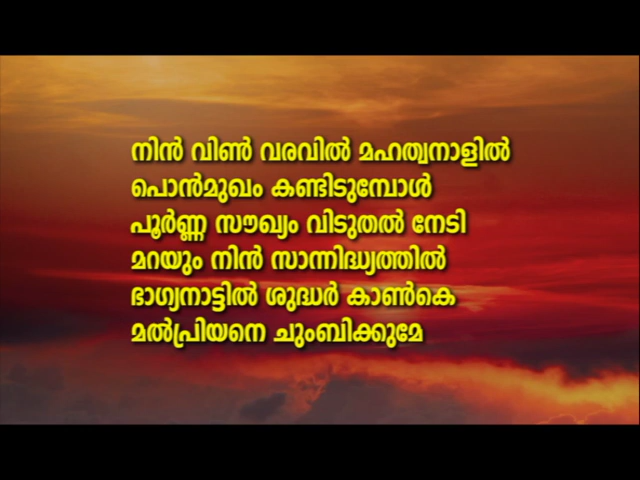 നിൻ വിൺ വരവിൽ മഹത്വനാളിൽ
പൊൻമുഖം കണ്ടിടുമ്പോൾ
പൂർണ്ണ സൗഖ്യം വിടുതൽ നേടി
മറയും നിൻ സാന്നിദ്ധ്യത്തിൽ
ഭാഗ്യനാട്ടിൽ ശുദ്ധർ കാൺകെ
മൽപ്രിയനെ ചുംബിക്കുമേ